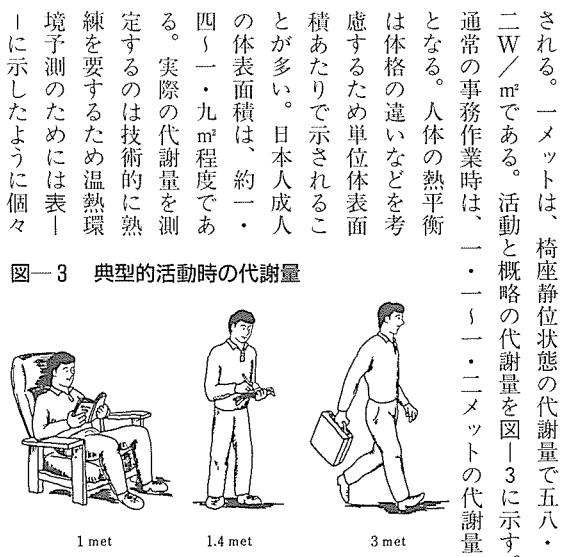 される。一メットは、椅座静位状態の代謝量で五八・
二W／㎡である。活動と概略の代謝量を図―3に示す。
通常の事務作業時は、一・一～一・二メットの代謝量
となる。人体の熱平衡
は体格の違いなどを考
慮するため単位体表面
積あたりで示されるこ
とが多い。日本人成人
の体表面積は、約一・
四～一・九㎡程度であ
る。実際の代謝量を測
定するのは技術的に熟
練を要するため温熱環
境予測のためには表―
1に示したように個々
図―3　典型的活動時の代謝量
1 met
1.4 met
3 met